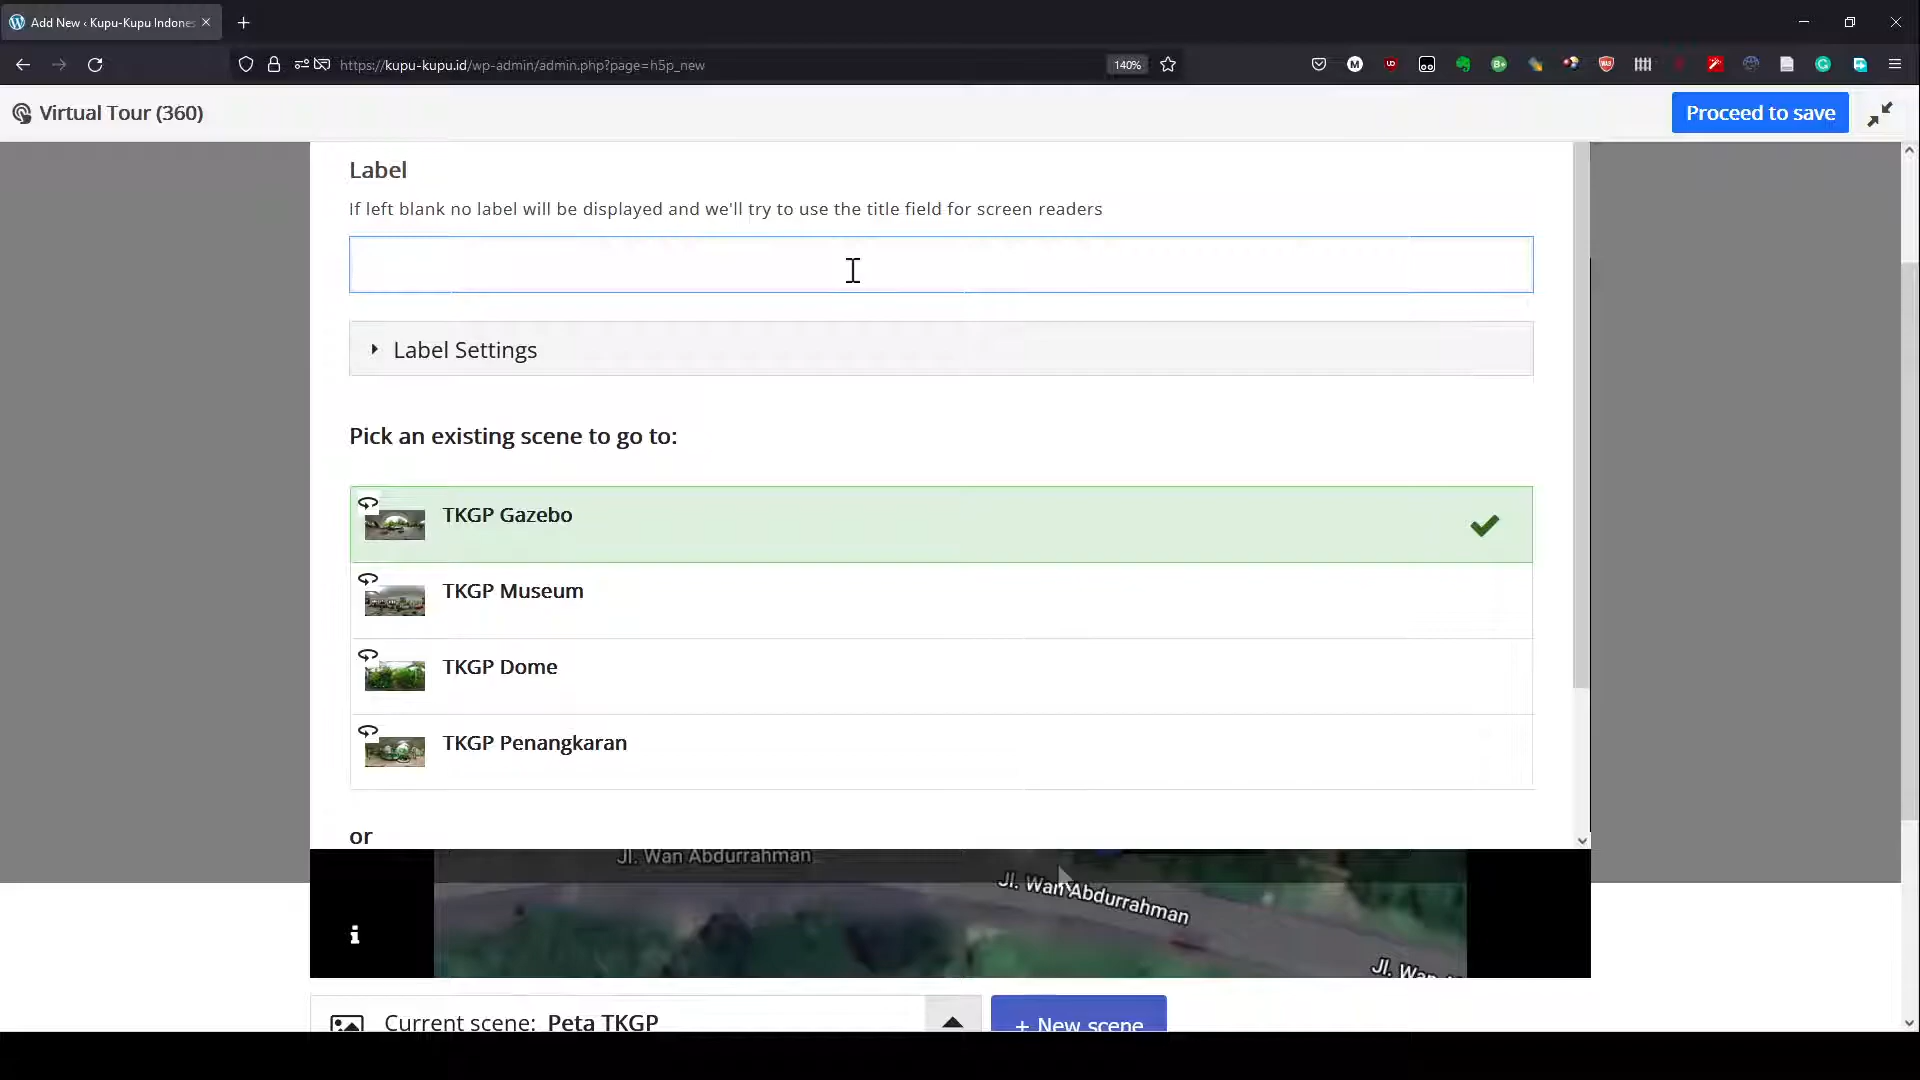 Add New ‹ Kupu-Kupu Indones
https://kupu-kupu.id/wp-admin/admin.php?page=h5p_new
140%
Virtual Tour (360)
Proceed to save
Label
If left blank no label will be displayed and we'll try to use the title field for screen readers
Label Settings
Pick an existing scene to go to:
TKGP Gazebo
TKGP Museum
TKGP Dome
TKGP Penangkaran
or
Jl. Wan Abdurrahman
Jl. Wan Abdurrahman
Jl. Wan
Current scene: Peta TKGP
+ New scene